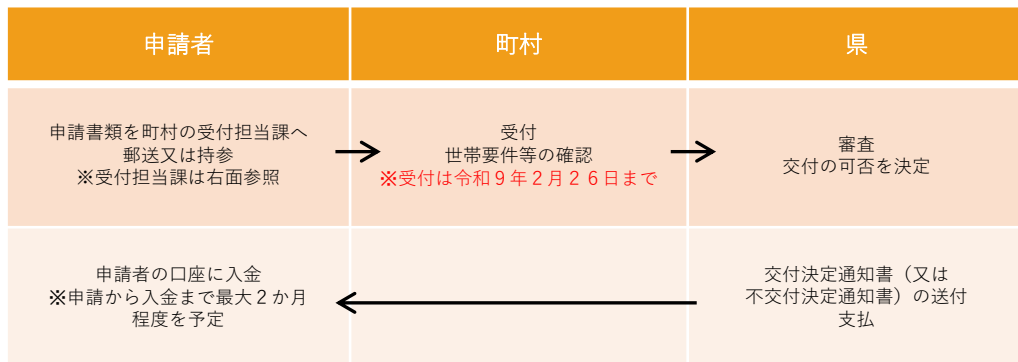 申請者
町村
県
申請書類を町村の受付担当課へ
郵送又は持参
※受付担当課は右面参照
受付
世帯要件等の確認
※受付は令和９年２月２６日まで
審査
交付の可否を決定
申請者の口座に入金
※申請から入金まで最大２か月
程度を予定
交付決定通知書（又は
不交付決定通知書）の送付
支払